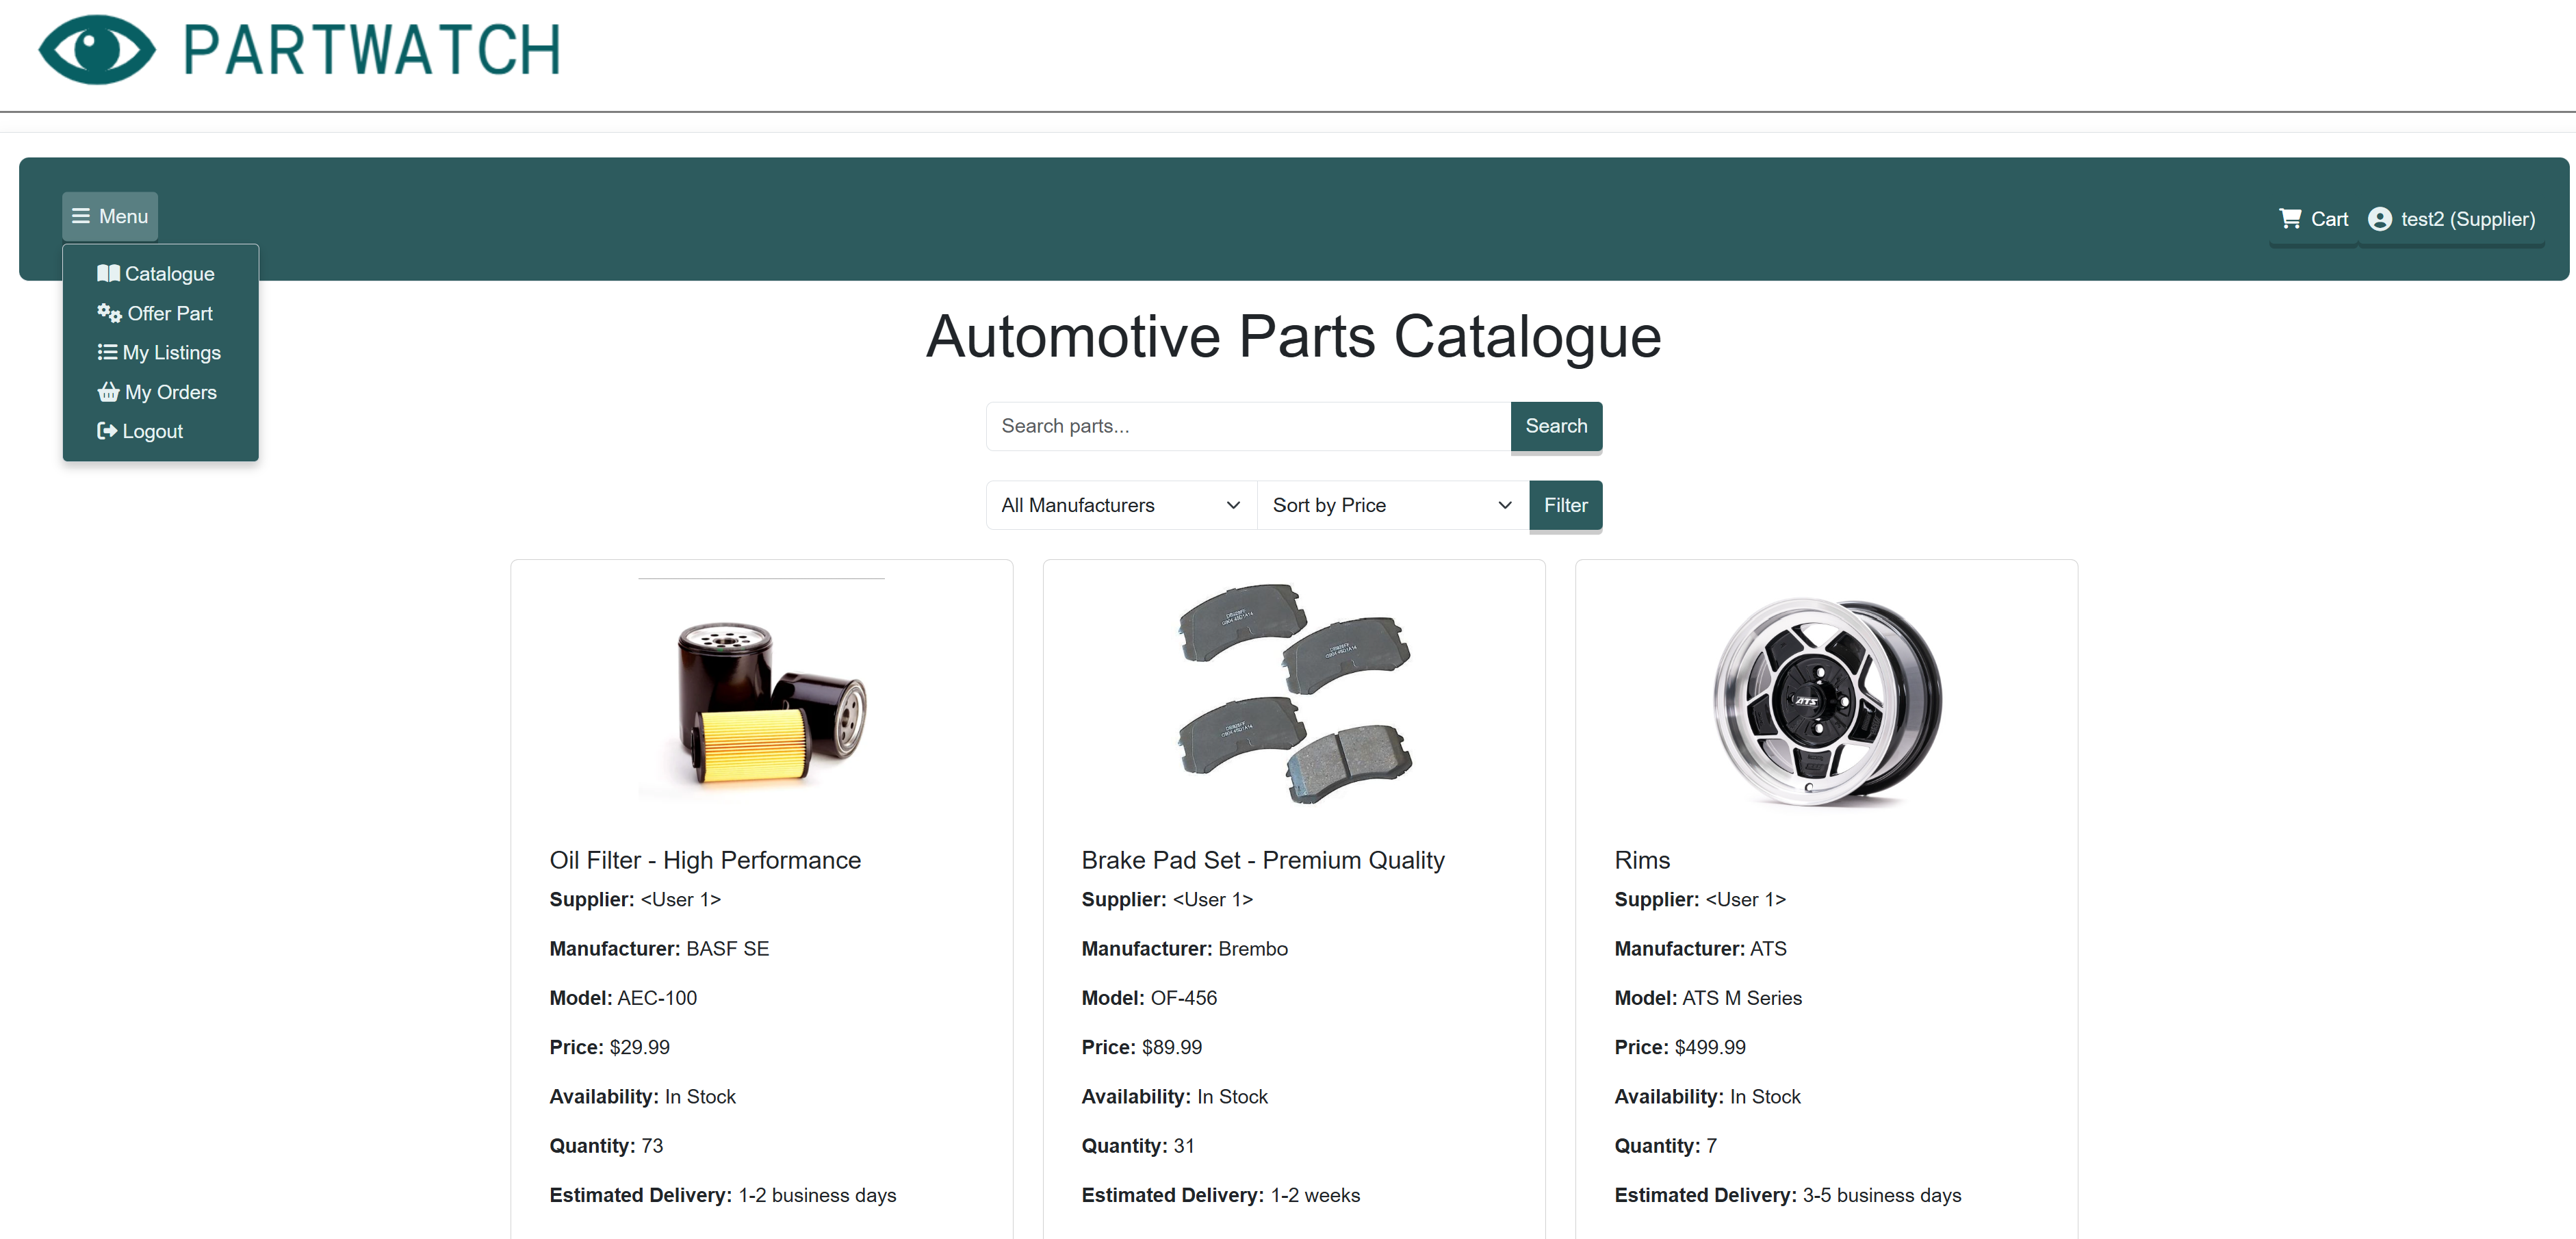 PARTWATCH
Menu
Cart
test2 (Supplier)
Catalogue
Offer Part
My Listings
My Orders
Logout
Automotive Parts Catalogue
Search parts...
Search
All Manufacturers
Sort by Price
Filter
ATS
Oil Filter - High Performance
Supplier: <User 1>
Manufacturer: BASF SE
Model: AEC-100
Price: $29.99
Availability: In Stock
Quantity: 73
Estimated Delivery: 1-2 business days
Brake Pad Set - Premium Quality
Supplier: <User 1>
Manufacturer: Brembo
Model: OF-456
Price: $89.99
Availability: In Stock
Quantity: 31
Estimated Delivery: 1-2 weeks
Rims
Supplier: <User 1>
Manufacturer: ATS
Model: ATS M Series
Price: $499.99
Availability: In Stock
Quantity: 7
Estimated Delivery: 3-5 business days